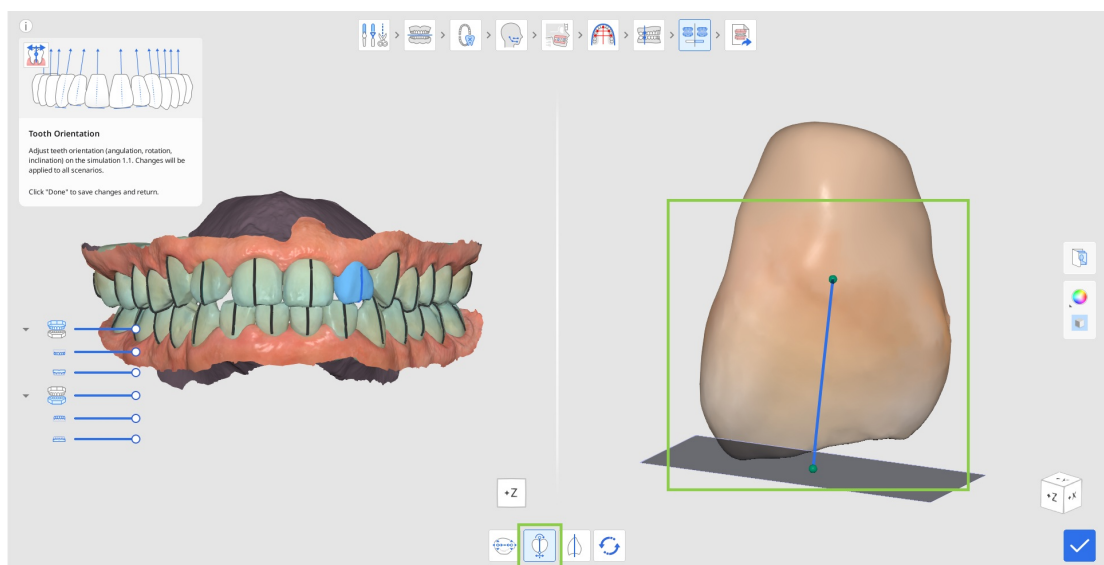 Tooth Orientation
Adjust teeth orientation (angulation, rotation,
inclination) on the simulation 1.1. Changes will be
applied to all scenarios.
Click "Done" to save changes and return.
+Z
+Z